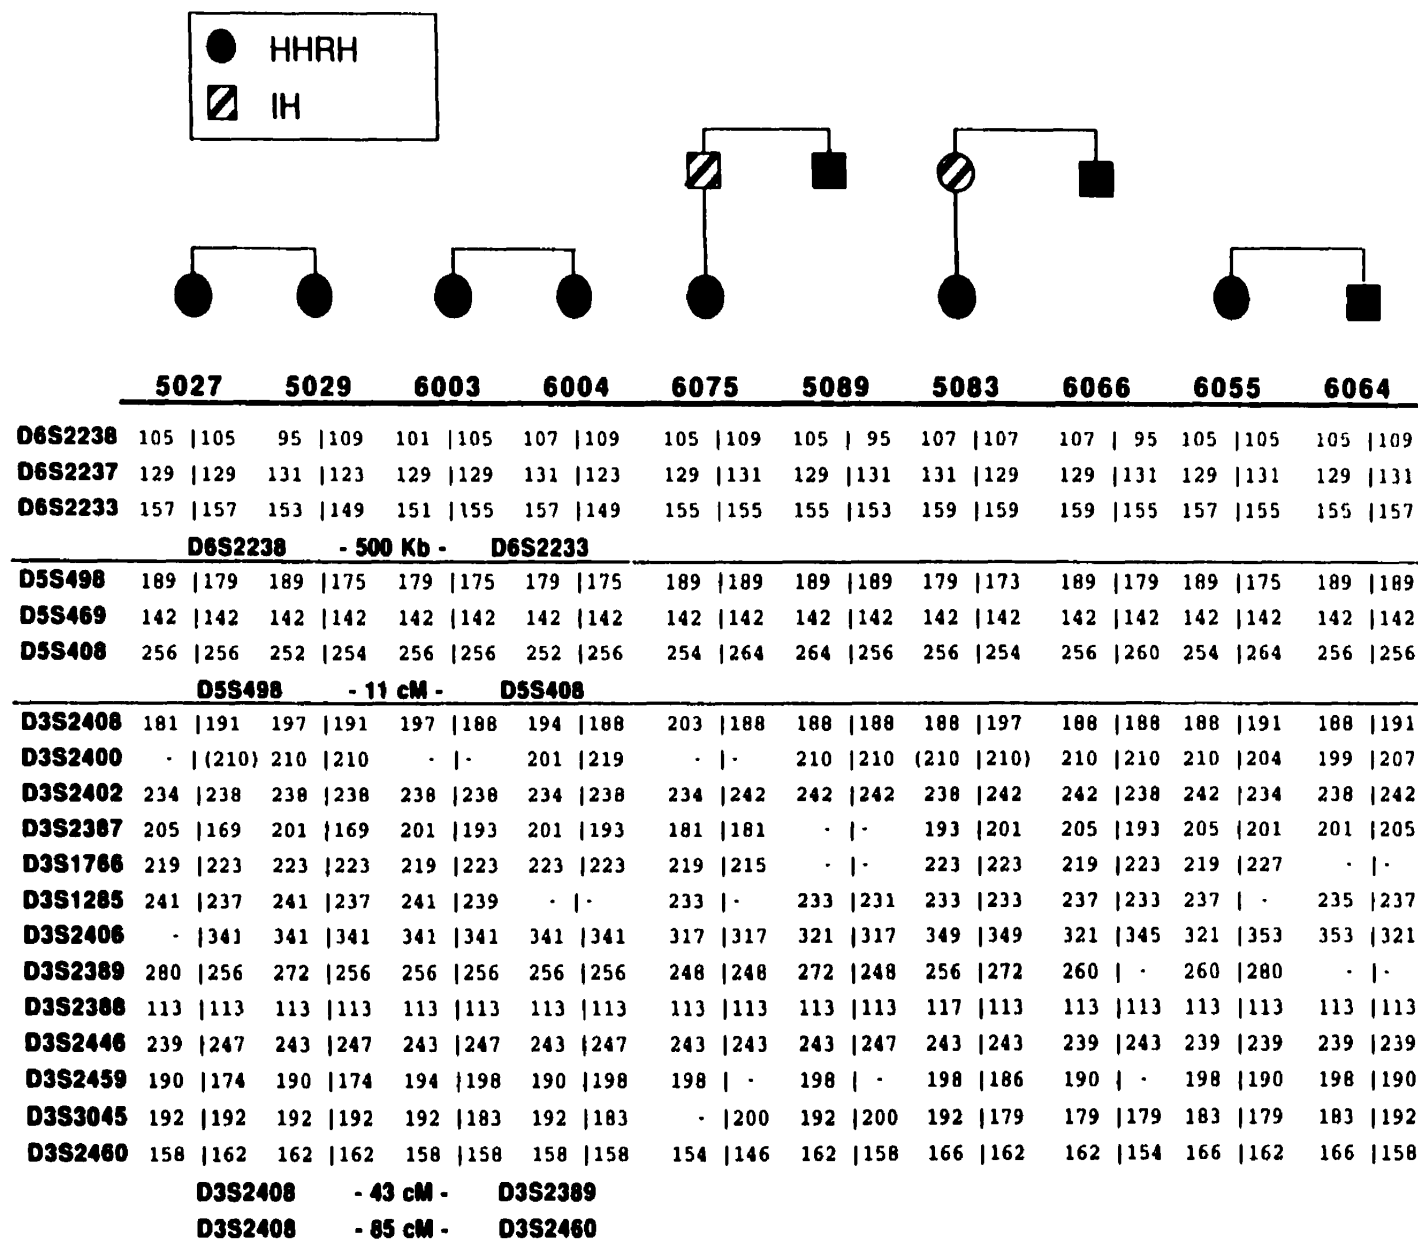 HHRH
IH
5027 5029 6003 6004 6075 5089 5083 6066 6055 6064
D6S2238 105 |105 95 |109 101 |105 107 |109 105 |109 105 | 95 107 |107 107 | 95 105 |105 105 |109
D6S2237 129 |129 131 |123 129 |129 131 |123 129 |131 129 |131 131 |129 129 |131 129 |131 129 |131
D6S2233 157 |157 153 |149 151 |155 157 |149 155 |155 155 |153 159 |159 159 |155 157 |155 155 |157
D6S2238 - 500 Kb - D6S2233
D5S498 189 |179 189 |175 179 |175 179 |175 189 |189 189 |189 179 |173 189 |179 189 |175 189 |189
D5S469 142 |142 142 |142 142 |142 142 |142 142 |142 142 |142 142 |142 142 |142 142 |142 142 |142
D5S408 256 |256 252 |254 256 |256 252 |256 254 |264 264 |256 256 |254 256 |260 254 |264 256 |256
D5S498 - 11 cM - D5S408
D3S2408 181 |191 197 |191 197 |188 194 |188 203 |188 188 |188 188 |197 188 |188 188 |191 188 |191
D3S2400 · |(210) 210 |210 · |· 201 |219 · |· 210 |210 (210 |210) 210 |210 210 |204 199 |207
D3S2402 234 |238 238 |238 238 |238 234 |238 234 |242 242 |242 238 |242 242 |238 242 |234 238 |242
D3S2387 205 |169 201 |169 201 |193 201 |193 181 |181 · |· 193 |201 205 |193 205 |201 201 |205
D3S1766 219 |223 223 |223 219 |223 223 |223 219 |215 · |· 223 |223 219 |223 219 |227 · |·
D3S1285 241 |237 241 |237 241 |239 · |· 233 |· 233 |231 233 |233 237 |233 237 | · 235 |237
D3S2406 · |341 341 |341 341 |341 341 |341 317 |317 321 |317 349 |349 321 |345 321 |353 353 |321
D3S2389 280 |256 272 |256 256 |256 256 |256 248 |248 272 |248 256 |272 260 | · 260 |280 · |·
D3S2388 113 |113 113 |113 113 |113 113 |113 113 |113 113 |113 117 |113 113 |113 113 |113 113 |113
D3S2446 239 |247 243 |247 243 |247 243 |247 243 |243 243 |247 243 |243 239 |243 239 |239 239 |239
D3S2459 190 |174 190 |174 194 |198 190 |198 198 | · 198 | · 198 |186 190 | · 198 |190 198 |190
D3S3045 192 |192 192 |192 192 |183 192 |183 · |200 192 |200 192 |179 179 |179 183 |179 183 |192
D3S2460 158 |162 162 |162 158 |158 158 |158 154 |146 162 |158 166 |162 162 |154 166 |162 166 |158
D3S2408 - 43 cM - D3S2389
D3S2408 - 85 cM - D3S2460